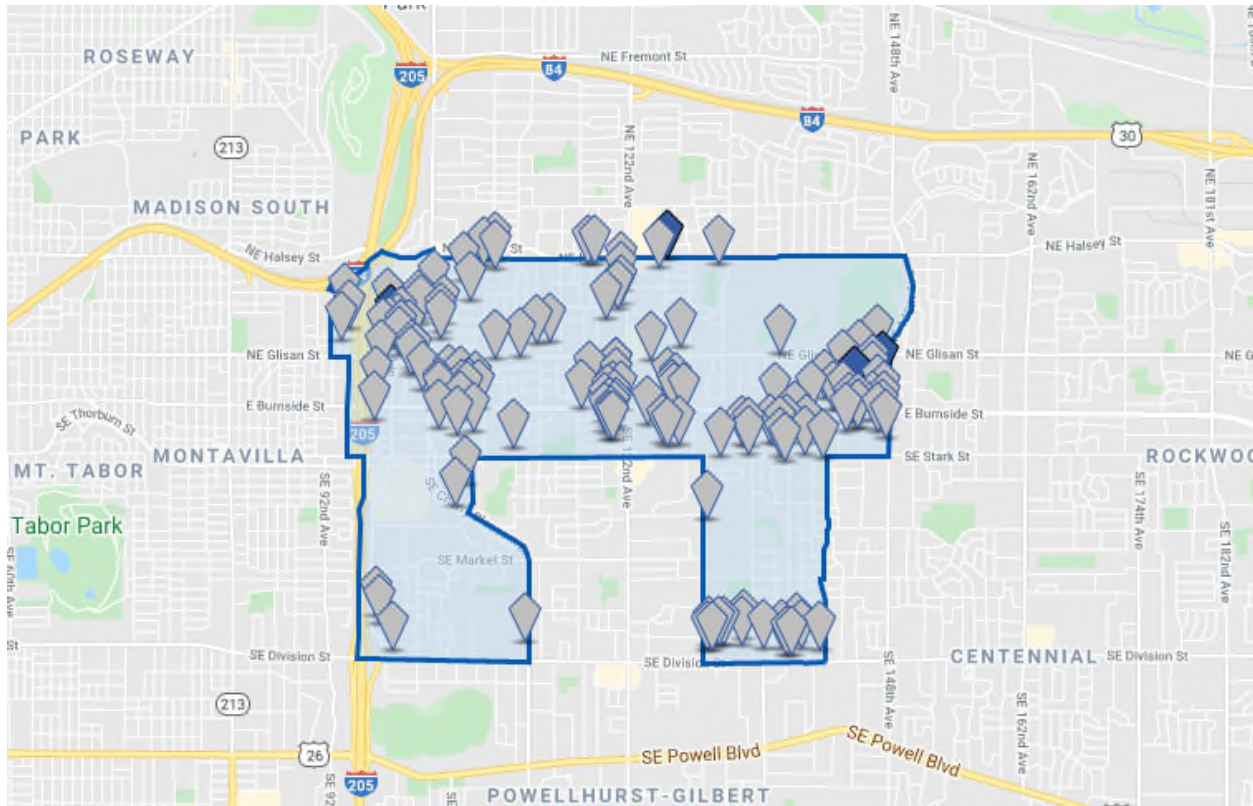 Park
ROSEWAY
205
84
NE Fremont St
NE 148th Ave
84
30
PARK
213
NE 122nd Ave
NE 162nd Ave
NE 181st Ave
MADISON SOUTH
NE Halsey St
NE Halsey St
NE Glisan St
NE Glisan St
E Burnside St
E Burnside St
SE Thorburn St
205
MONTAVILLA
MT. TABOR
SE Stark St
ROCKWOO
SE 92nd Ave
SE 174th Ave
SE 182nd Ave
Tabor Park
SE Market St
SE 60th Ave
SE Division St
SE Division St
CENTENNIAL
SE Division St
SE 148th Ave
SE 162nd Ave
213
26
SE Powell Blvd
SE Powell Blvd
205
SE 92
POWELLHURST-GILBERT